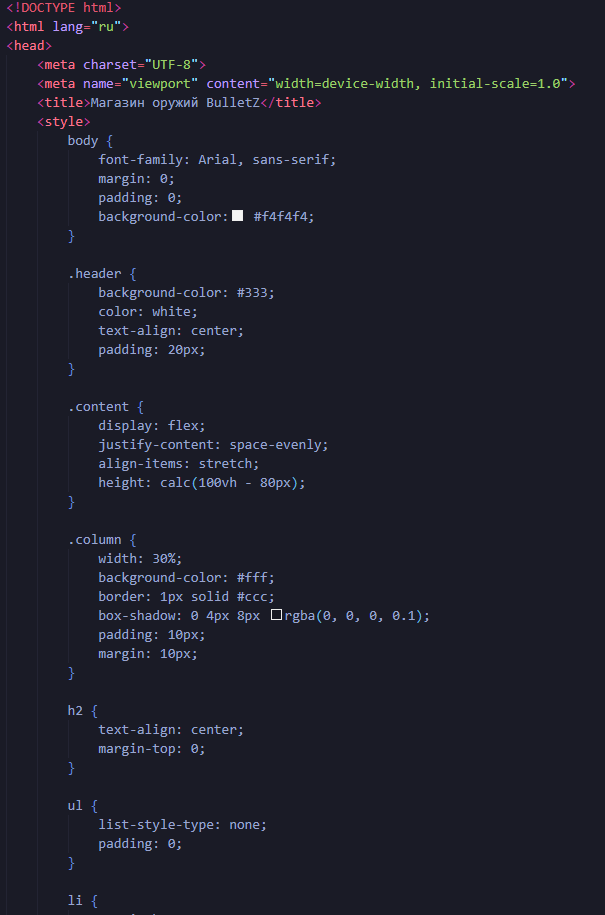 <!DOCTYPE html>
<html lang="ru">
<head>
    <meta charset="UTF-8">
    <meta name="viewport" content="width=device-width, initial-scale=1.0">
    <title>Магазин оружий BulletZ</title>
    <style>
        body {
            font-family: Arial, sans-serif;
            margin: 0;
            padding: 0;
            background-color: #f4f4f4;
        }

        .header {
            background-color: #333;
            color: white;
            text-align: center;
            padding: 20px;
        }

        .content {
            display: flex;
            justify-content: space-evenly;
            align-items: stretch;
            height: calc(100vh - 80px);
        }

        .column {
            width: 30%;
            background-color: #fff;
            border: 1px solid #ccc;
            box-shadow: 0 4px 8px rgba(0, 0, 0, 0.1);
            padding: 10px;
            margin: 10px;
        }

        h2 {
            text-align: center;
            margin-top: 0;
        }

        ul {
            list-style-type: none;
            padding: 0;
        }

        li {